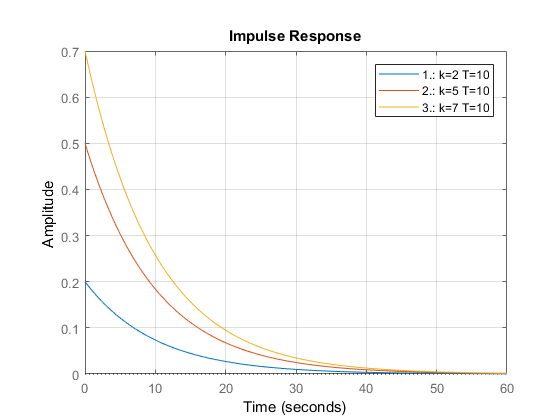 Impulse Response
0.7
0.6
0.5
0.4
0.3
0.2
0.1
0
Amplitude
1.: k=2 T=10
2.: k=5 T=10
3.: k=7 T=10
0 10 20 30 40 50 60
Time (seconds)